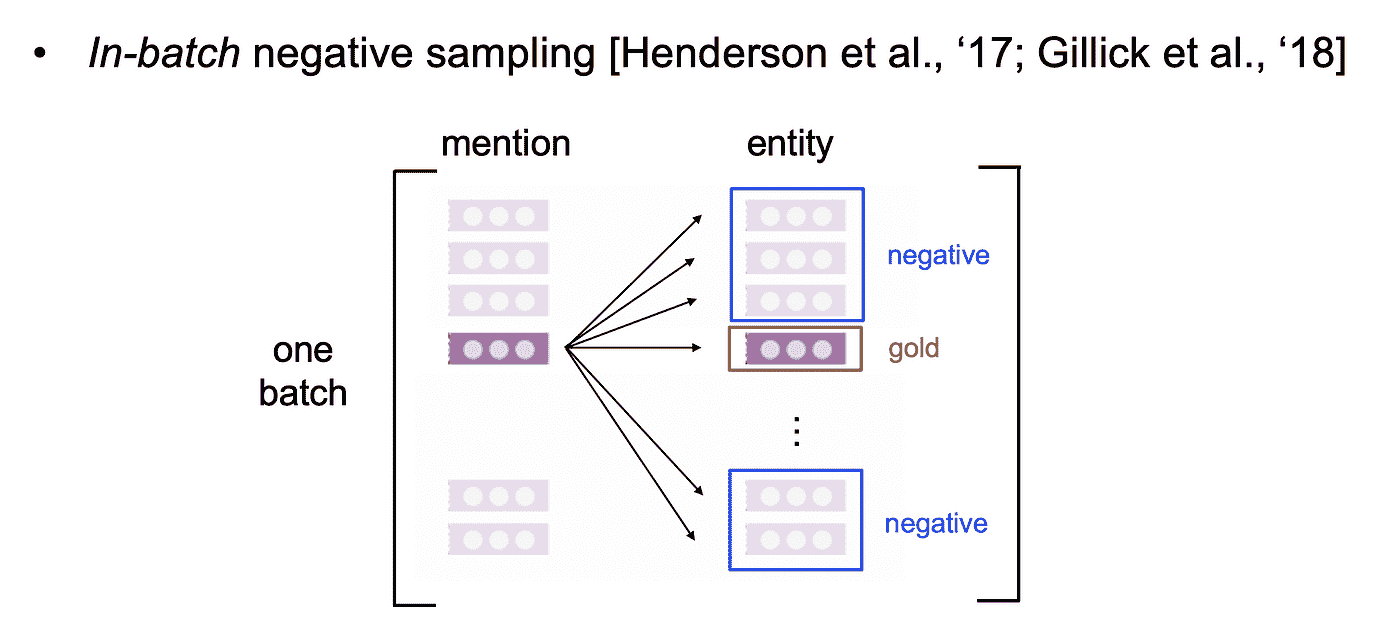 • In-batch negative sampling [Henderson et al., ‘17; Gillick et al., ‘18]
mention entity
negative
gold
one
batch
⋮
negative